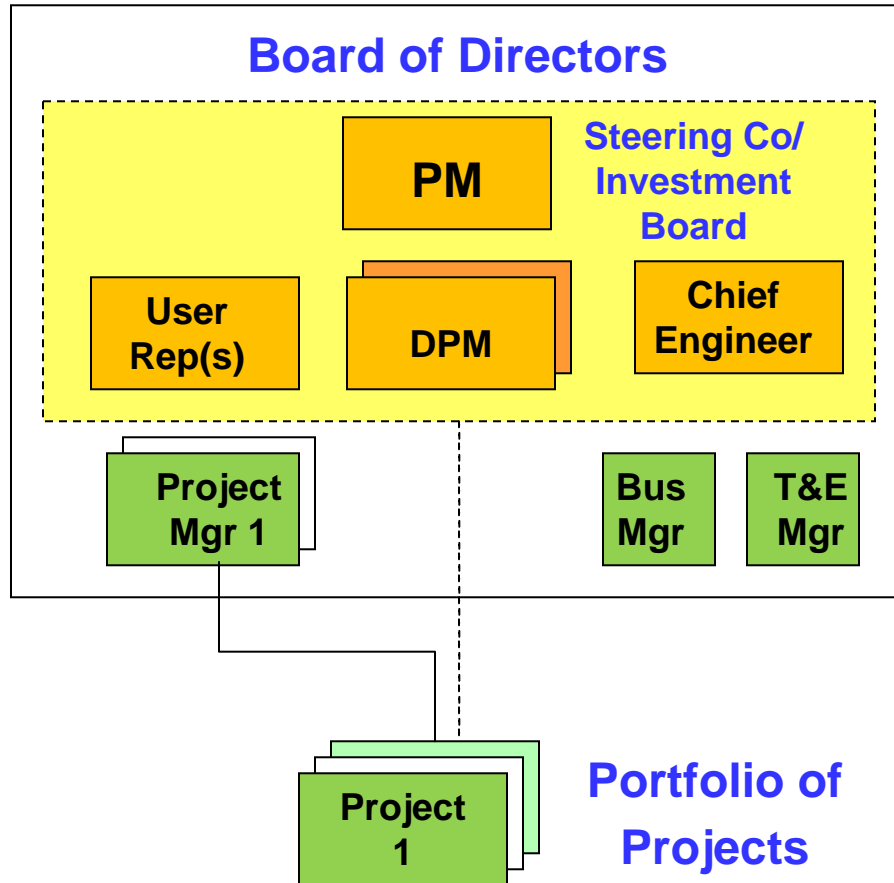 Board of Directors
Steering Co/
Investment
Board
PM
User
Rep(s)
DPM
Chief
Engineer
Project
Mgr 1
Bus
Mgr
T&E
Mgr
Project
1
Portfolio of
Projects